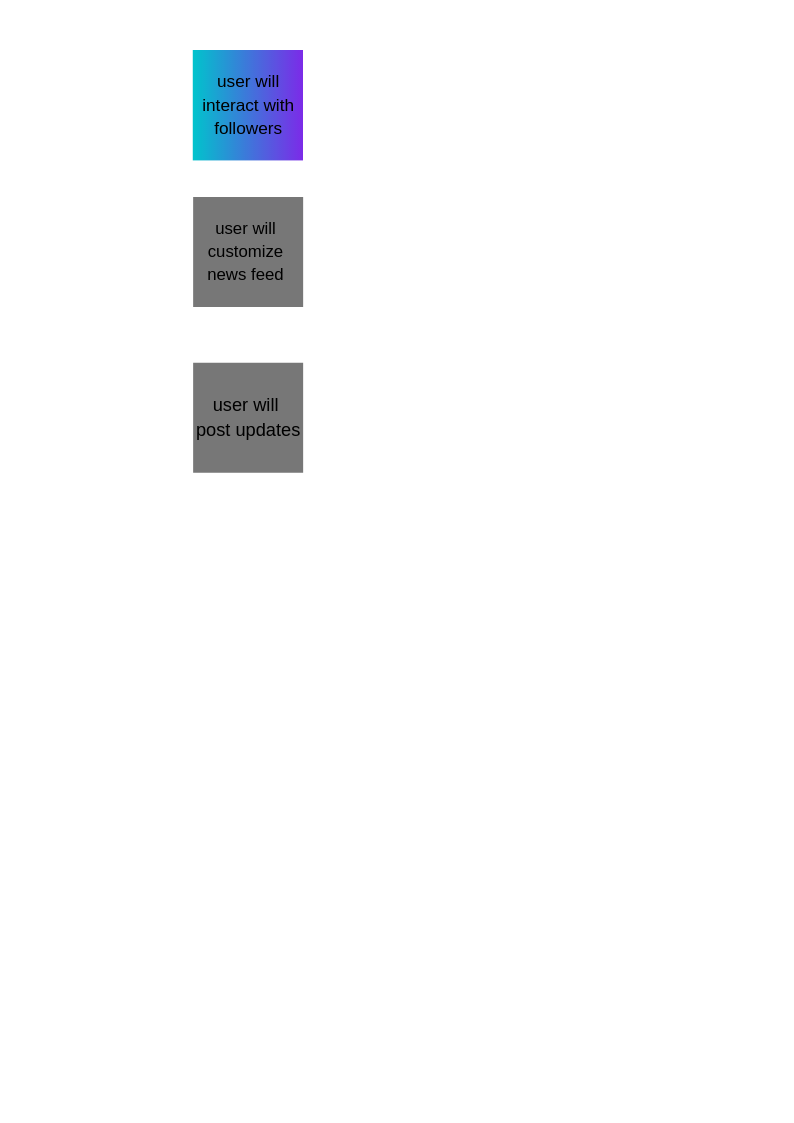 user will
interact with
followers
user will
customize
news feed
user will
post updates